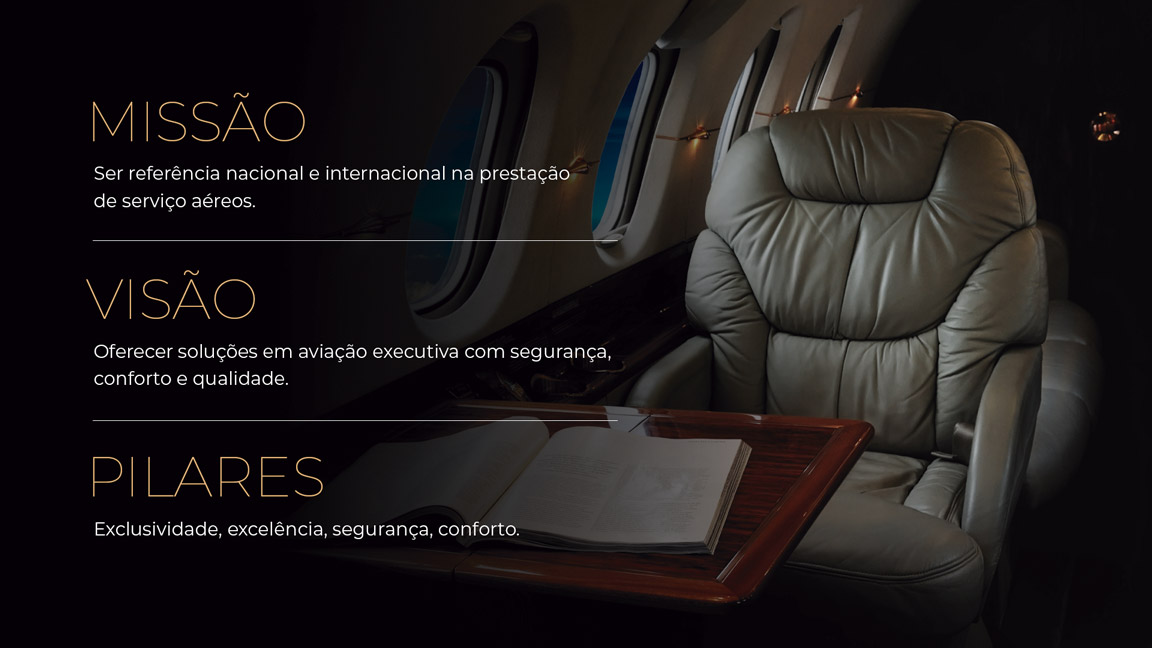 MISSÃO
Ser referência nacional e internacional na prestação
de serviço aéreos.
VISÃO
Oferecer soluções em aviação executiva com segurança,
conforto e qualidade.
PILARES
Exclusividade, excelência, segurança, conforto.